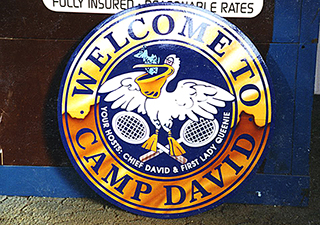 FULLY INSURED • REASONABLE RATES
WELCOME TO
YOUR HOSTS: CHIEF DAVID & FIRST LADY QUEENIE
CAMP DAVID